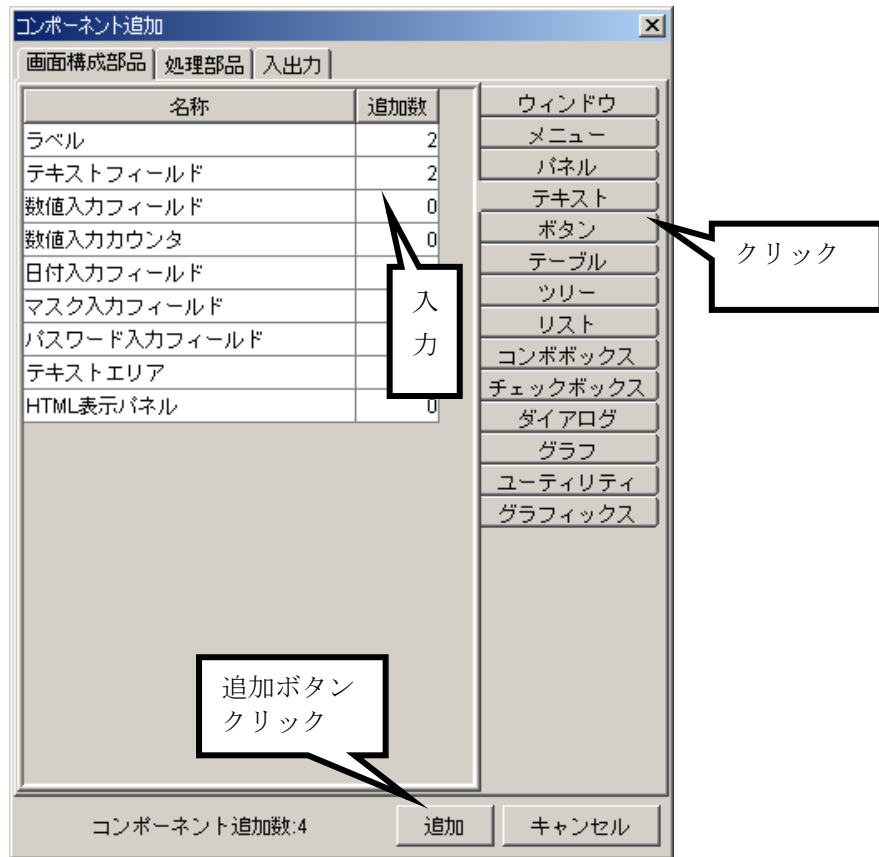 コンポーネント追加
画面構成部品 処理部品 入出力
名称 追加数
ラベル 2
テキストフィールド 2
数値入力フィールド 0
数値入力カウンタ 0
日付入力フィールド
マスク入力フィールド
パスワード入力フィールド
テキストエリア
HTML表示パネル 0
ウィンドウ
メニュー
パネル
テキスト
ボタン
テーブル
ツリー
リスト
コンボボックス
チェックボックス
ダイアログ
グラフ
ユーティリティ
グラフィックス
クリック
入
力
追加ボタン
クリック
コンポーネント追加数:4 追加 キャンセル